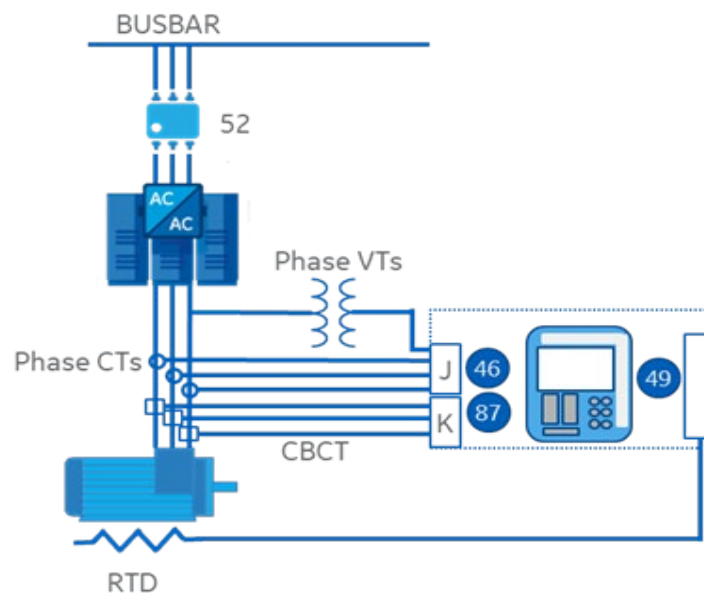 BUSBAR
52
AC
AC
Phase VTs
Phase CTs
J
46
49
K
87
CBCT
RTD